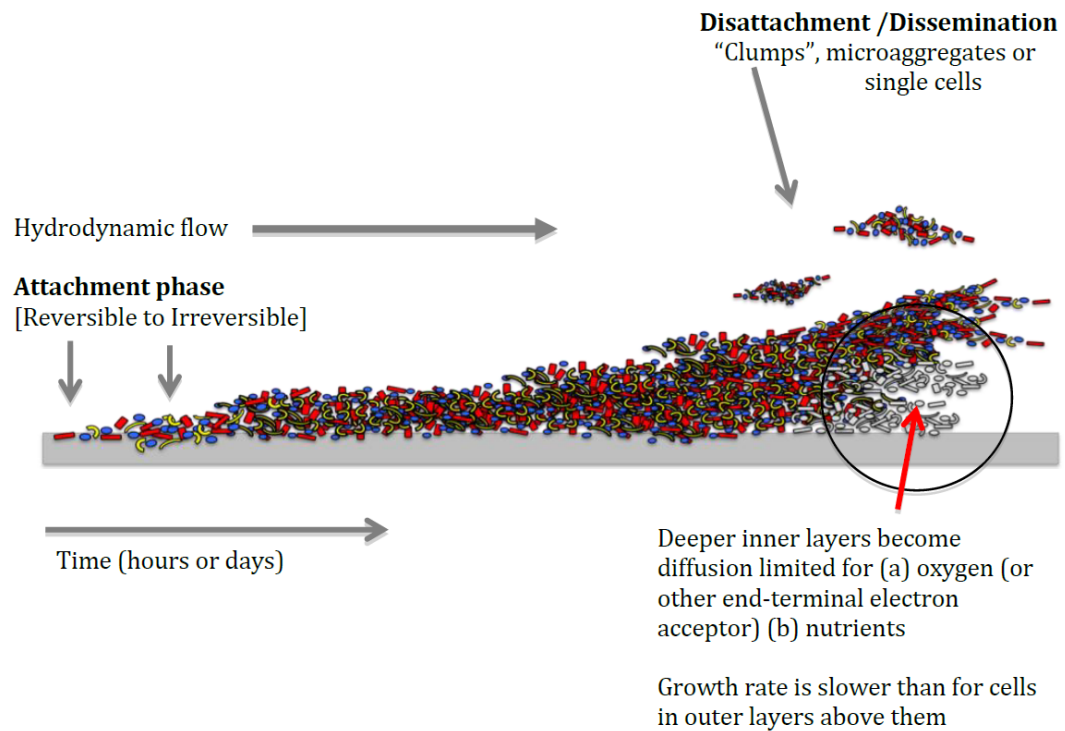 Disattachment /Dissemination
“Clumps”, microaggregates or
single cells
Hydrodynamic flow
Attachment phase
[Reversible to Irreversible]
Time (hours or days)
Deeper inner layers become
diffusion limited for (a) oxygen (or
other end-terminal electron
acceptor) (b) nutrients
Growth rate is slower than for cells
in outer layers above them